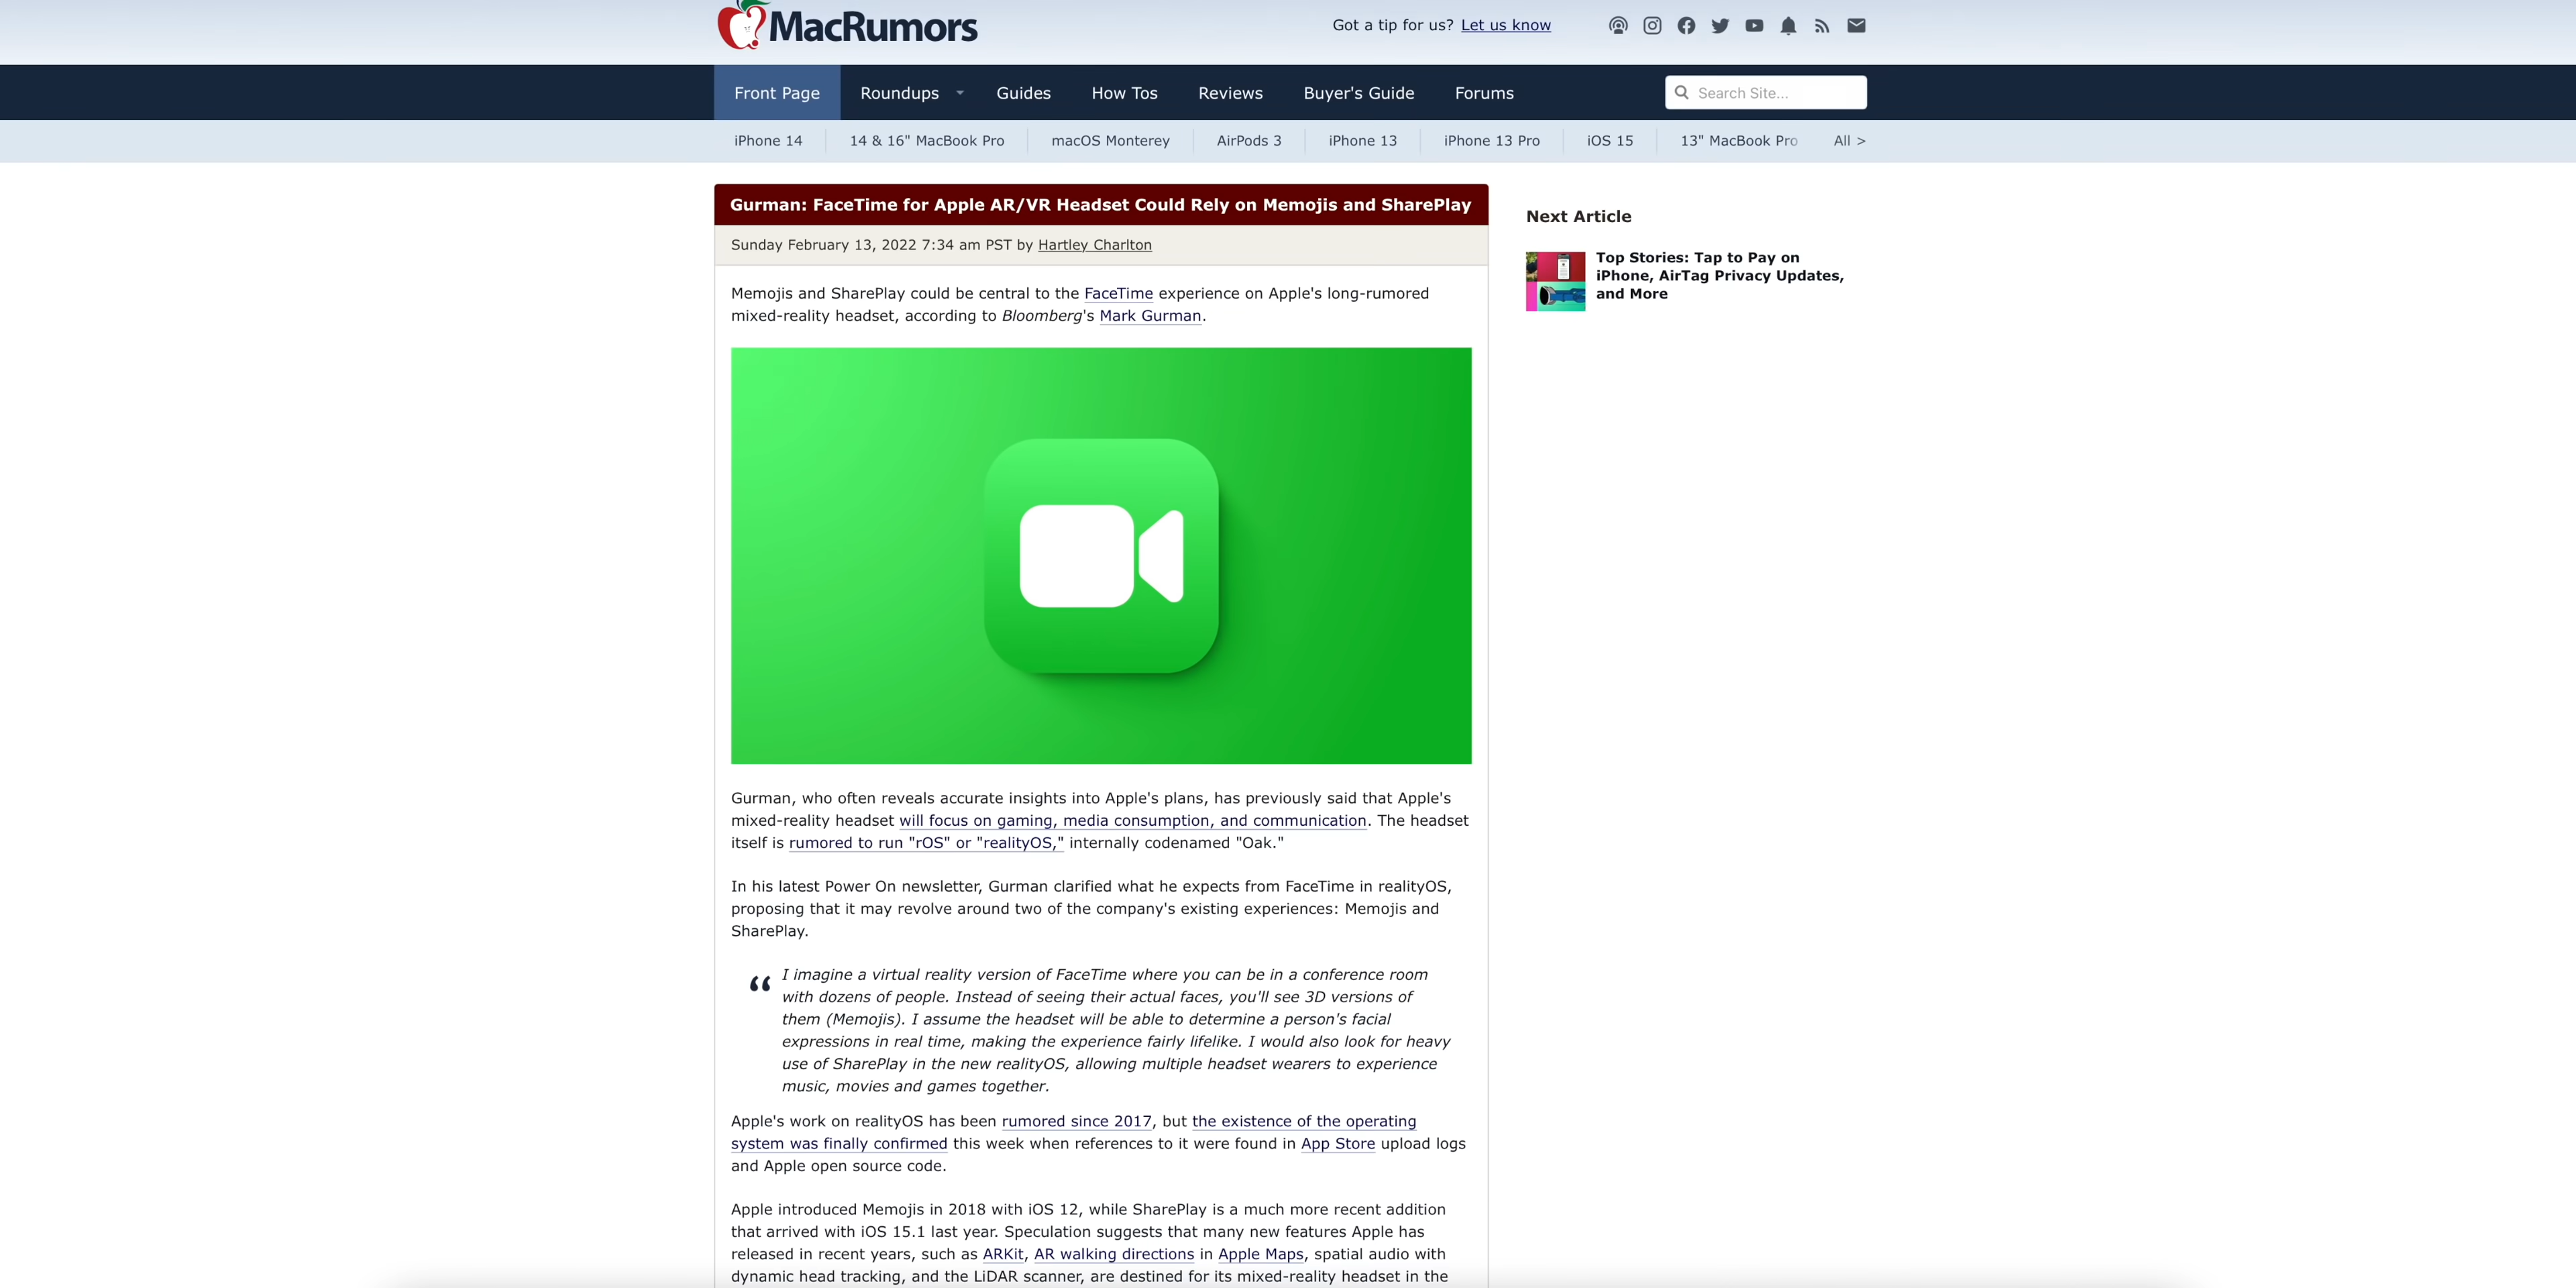 MacRumors
Got a tip for us? Let us know
Front Page
Roundups
Guides
How Tos
Reviews
Buyer's Guide
Forums
Search Site...
iPhone 14
14 & 16" MacBook Pro
macOS Monterey
AirPods 3
iPhone 13
iPhone 13 Pro
iOS 15
13" MacBook Pro
All >
Gurman: FaceTime for Apple AR/VR Headset Could Rely on Memojis and SharePlay
Sunday February 13, 2022 7:34 am PST by Hartley Charlton
Memojis and SharePlay could be central to the FaceTime experience on Apple's long-rumored
mixed-reality headset, according to Bloomberg's Mark Gurman.
Gurman, who often reveals accurate insights into Apple's plans, has previously said that Apple's
mixed-reality headset will focus on gaming, media consumption, and communication. The headset
itself is rumored to run "rOS" or "realityOS," internally codenamed "Oak."
In his latest Power On newsletter, Gurman clarified what he expects from FaceTime in realityOS,
proposing that it may revolve around two of the company's existing experiences: Memojis and
SharePlay.
“ I imagine a virtual reality version of FaceTime where you can be in a conference room
with dozens of people. Instead of seeing their actual faces, you'll see 3D versions of
them (Memojis). I assume the headset will be able to determine a person's facial
expressions in real time, making the experience fairly lifelike. I would also look for heavy
use of SharePlay in the new realityOS, allowing multiple headset wearers to experience
music, movies and games together.
Apple's work on realityOS has been rumored since 2017, but the existence of the operating
system was finally confirmed this week when references to it were found in App Store upload logs
and Apple open source code.
Apple introduced Memojis in 2018 with iOS 12, while SharePlay is a much more recent addition
that arrived with iOS 15.1 last year. Speculation suggests that many new features Apple has
released in recent years, such as ARKit, AR walking directions in Apple Maps, spatial audio with
dynamic head tracking, and the LiDAR scanner, are destined for its mixed-reality headset in the
Next Article
Top Stories: Tap to Pay on
iPhone, AirTag Privacy Updates,
and More